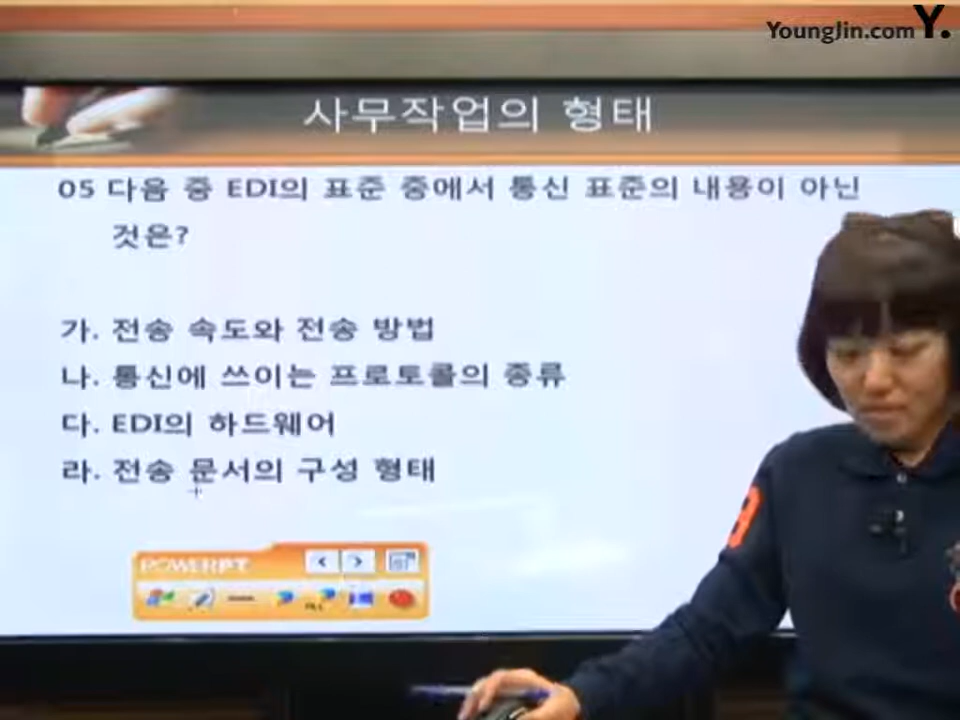 YoungJin.com Y.
사무작업의 형태
05 다음 중 EDI의 표준 중에서 통신 표준의 내용이 아닌
것은?
가. 전송 속도와 전송 방법
나. 통신에 쓰이는 프로토콜의 종류
다. EDI의 하드웨어
라. 전송 문서의 구성 형태
POWERPT